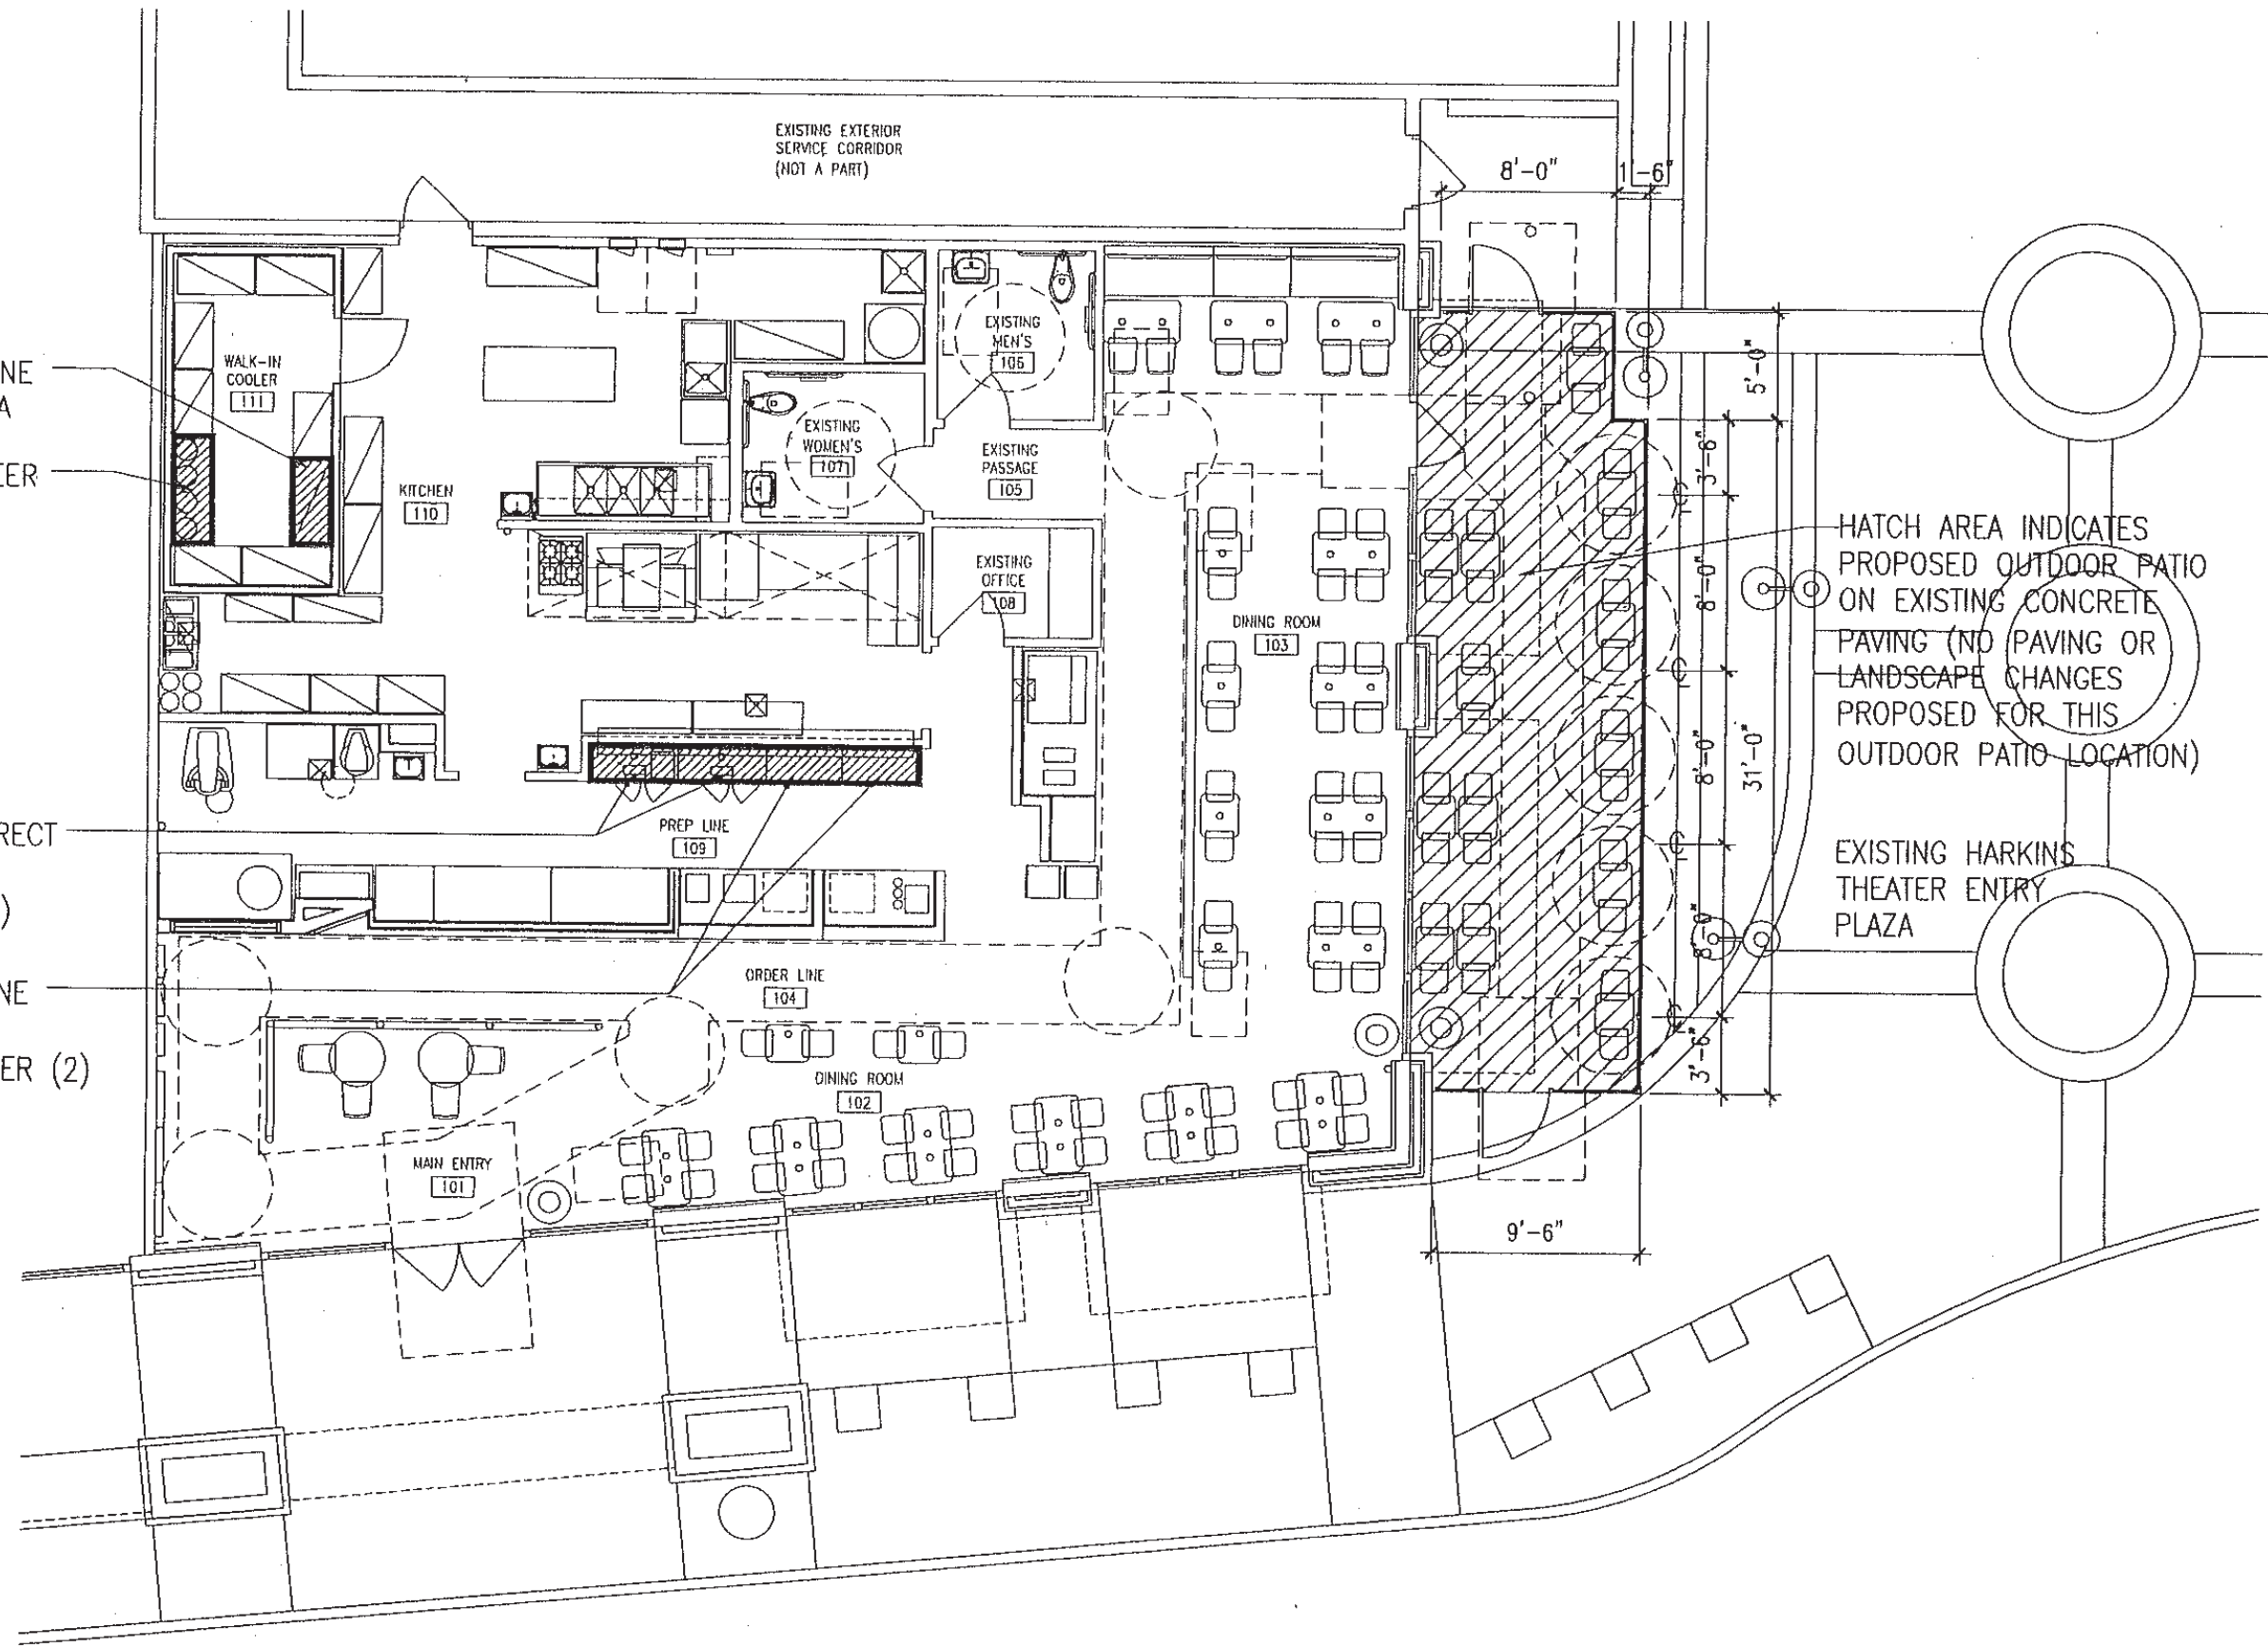 EXISTING EXTERIOR
SERVICE CORRIDOR
(NOT A PART)
8'-0"
1'-6"
NE
A
EER
WALK-IN
COOLER
111
KITCHEN
110
EXISTING
MEN'S
106
EXISTING
WOMEN'S
107
EXISTING
PASSAGE
105
EXISTING
OFFICE
108
DINING ROOM
103
5'-0"
3'-6"
8'-0"
8'-0"
31'-0"
8'-0"
3'-6"
HATCH AREA INDICATES
PROPOSED OUTDOOR PATIO
ON EXISTING CONCRETE
PAVING (NO PAVING OR
LANDSCAPE CHANGES
PROPOSED FOR THIS
OUTDOOR PATIO LOCATION)
RECT
)
PREP LINE
109
EXISTING HARKINS
THEATER ENTRY
PLAZA
NE
ER (2)
ORDER LINE
104
DINING ROOM
102
MAIN ENTRY
101
9'-6"